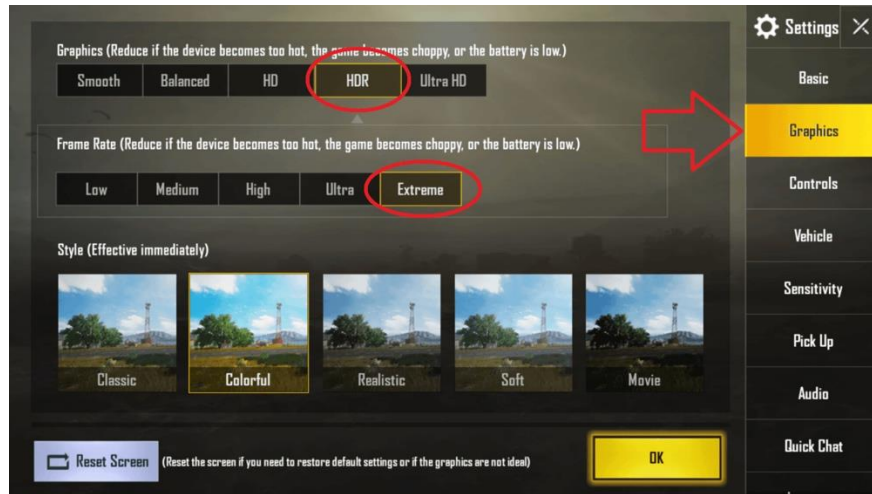 Settings
Graphics (Reduce if the device becomes too hot, the game becomes choppy, or the battery is low.)
Smooth Balanced HD HDR Ultra HD
Basic
Frame Rate (Reduce if the device becomes too hot, the game becomes choppy, or the battery is low.)
Graphics
Low Medium High Ultra Extreme
Controls
Vehicle
Style (Effective immediately)
Sensitivity
Pick Up
Classic Colorful Realistic Soft Movie
Audio
Quick Chat
Reset Screen (Reset the screen if you need to restore default settings or if the graphics are not ideal) OK